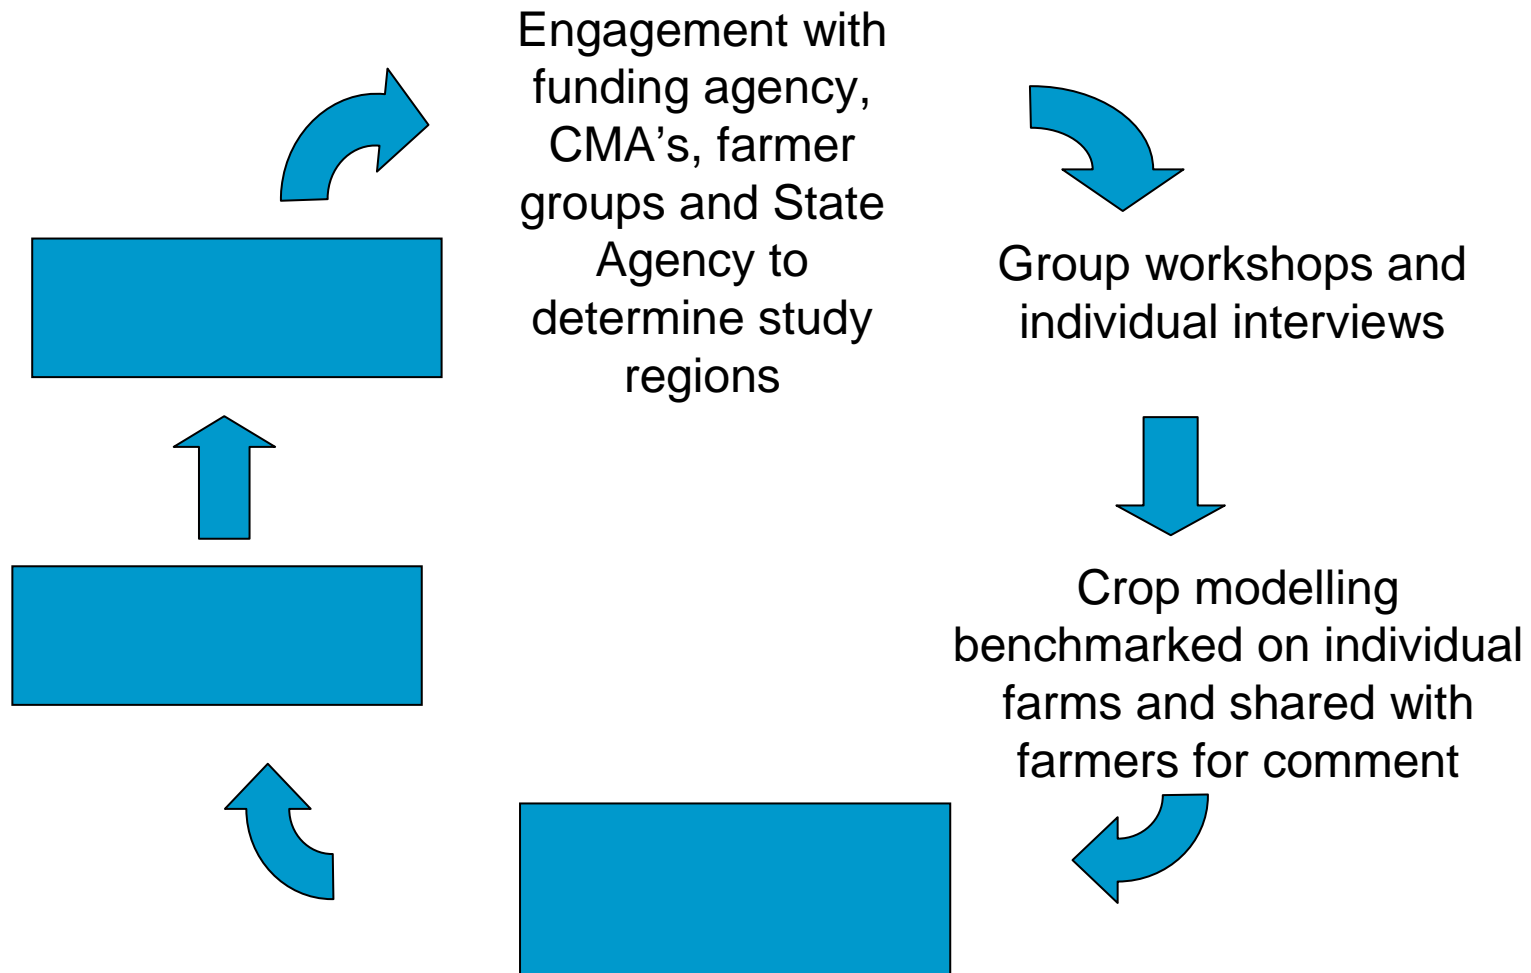 Engagement with
funding agency,
CMA’s, farmer
groups and State
Agency to
determine study
regions
Group workshops and
individual interviews
Crop modelling
benchmarked on individual
farms and shared with
farmers for comment